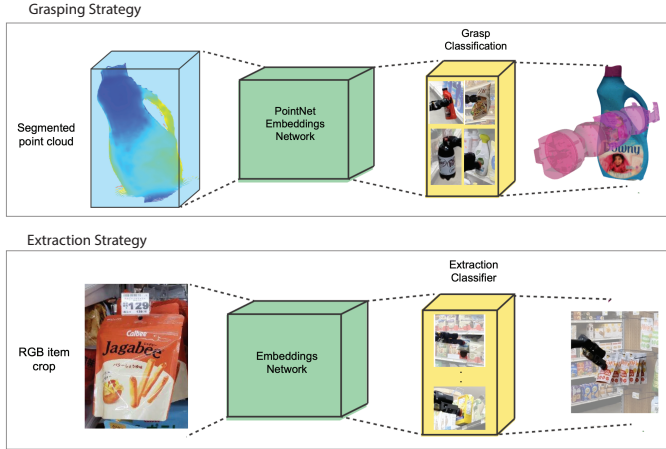 Grasping Strategy
Grasp
Classification
Segmented
point cloud
PointNet
Embeddings
Network
Downy
Extraction Strategy
Extraction
Classifier
RGB item
crop
129
Calbee
Jagabee
Embeddings
Network